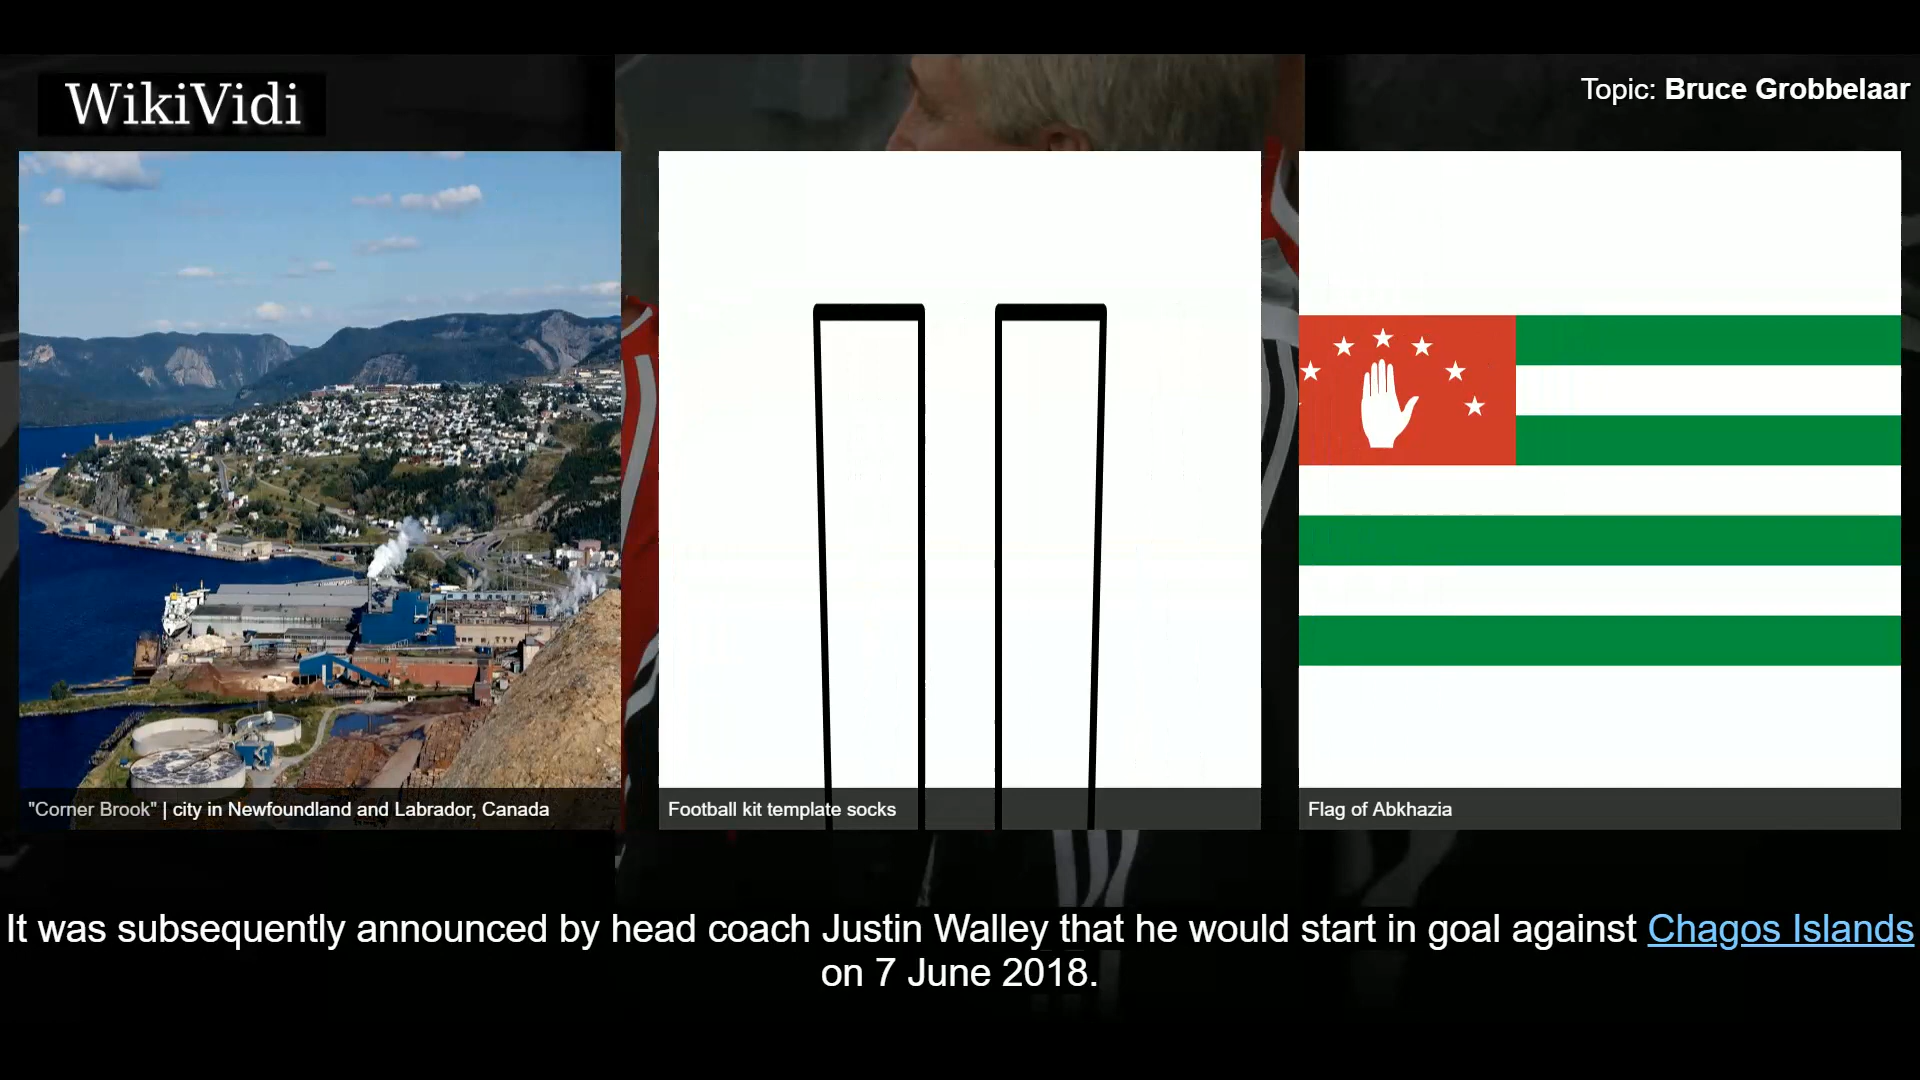 WikiVidi
Topic: Bruce Grobbelaar
"Corner Brook" | city in Newfoundland and Labrador, Canada
Football kit template socks
Flag of Abkhazia
It was subsequently announced by head coach Justin Walley that he would start in goal against Chagos Islands
on 7 June 2018.